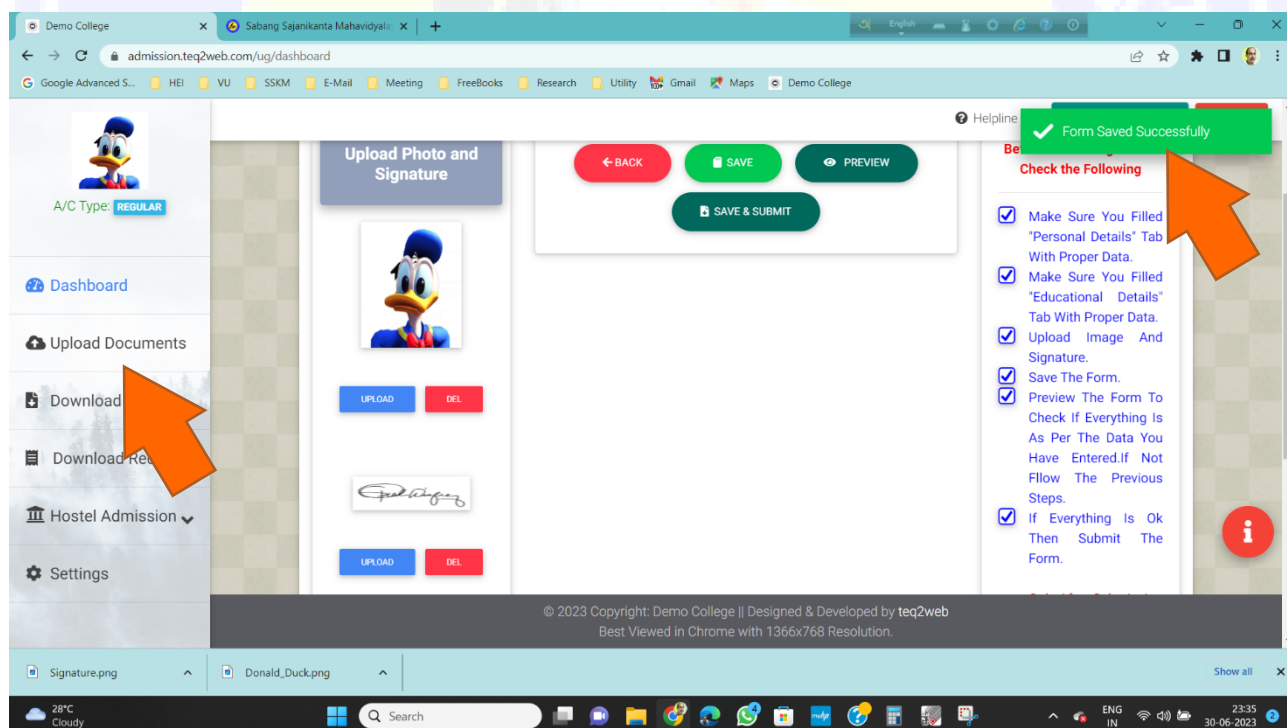 Demo College
Sabang Sajanikanta Mahavidyala
English
admission.teq2web.com/ug/dashboard
Google Advanced S...
HEI
VU
SSKM
E-Mail
Meeting
FreeBooks
Research
Utility
Gmail
Maps
Demo College
Helpline
Form Saved Successfully
A/C Type: REGULAR
Dashboard
Upload Documents
Download
Download Rec
Hostel Admission
Settings
Upload Photo and
Signature
UPLOAD
DEL
UPLOAD
DEL
BACK
SAVE
PREVIEW
SAVE & SUBMIT
Check the Following
Make Sure You Filled
"Personal Details" Tab
With Proper Data.
Make Sure You Filled
"Educational Details"
Tab With Proper Data.
Upload Image And
Signature.
Save The Form.
Preview The Form To
Check If Everything Is
As Per The Data You
Have Entered.If Not
Fllow The Previous
Steps.
If Everything Is Ok
Then Submit The
Form.
© 2023 Copyright: Demo College || Designed & Developed by teq2web
Best Viewed in Chrome with 1366x768 Resolution.
Signature.png
Donald_Duck.png
Show all
28°C
Cloudy
Search
ENG
IN
23:35
30-06-2023